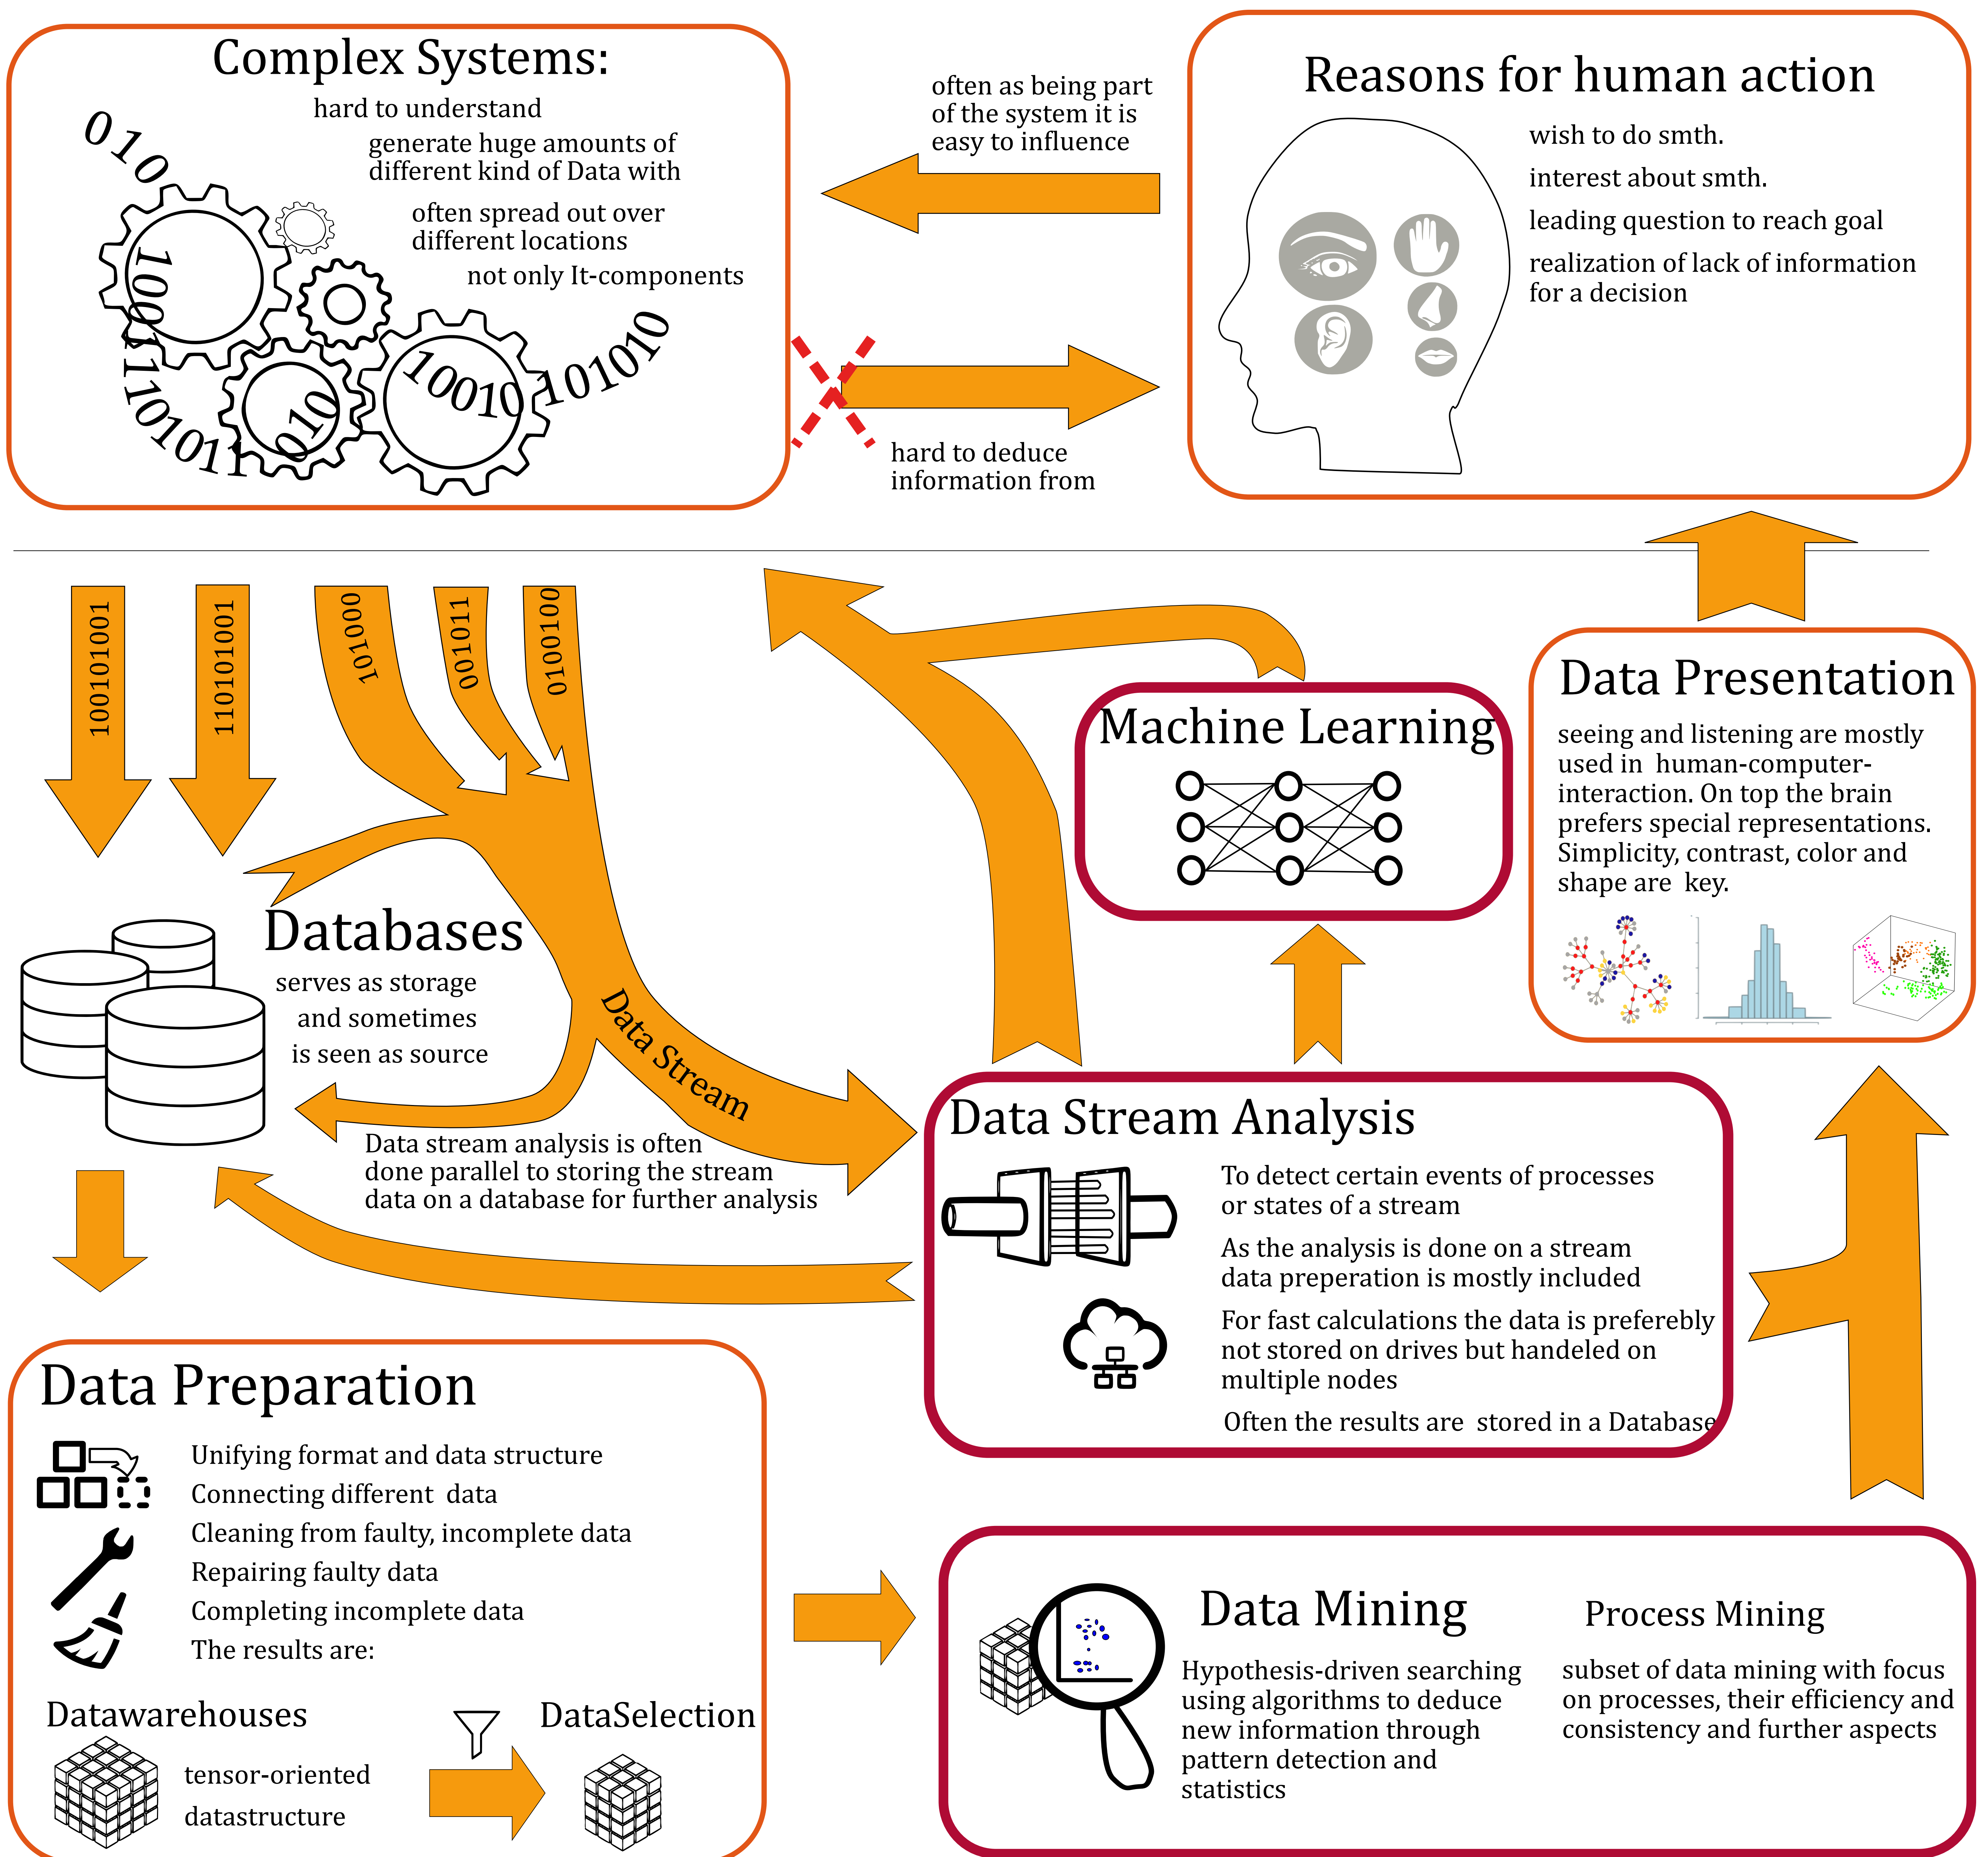 Complex Systems:
hard to understand
generate huge amounts of
different kind of Data with
often spread out over
different locations
not only It-components
010
1001110101011
010
10010 101010
often as being part
of the system it is
easy to influence
hard to deduce
information from
Reasons for human action
wish to do smth.
interest about smth.
leading question to reach goal
realization of lack of information
for a decision
100101001
110101001
101000
001011
0100100
Databases
serves as storage
and sometimes
is seen as source
Data Stream
Data stream analysis is often
done parallel to storing the stream
data on a database for further analysis
Machine Learning
Data Presentation
seeing and listening are mostly
used in human-computer-
interaction. On top the brain
prefers special representations.
Simplicity, contrast, color and
shape are key.
Data Stream Analysis
To detect certain events of processes
or states of a stream
As the analysis is done on a stream
data preperation is mostly included
For fast calculations the data is preferebly
not stored on drives but handeled on
multiple nodes
Often the results are stored in a Database
Data Preparation
Unifying format and data structure
Connecting different data
Cleaning from faulty, incomplete data
Repairing faulty data
Completing incomplete data
The results are:
Datawarehouses
tensor-oriented
datastructure
DataSelection
Data Mining
Hypothesis-driven searching
using algorithms to deduce
new information through
pattern detection and
statistics
Process Mining
subset of data mining with focus
on processes, their efficiency and
consistency and further aspects